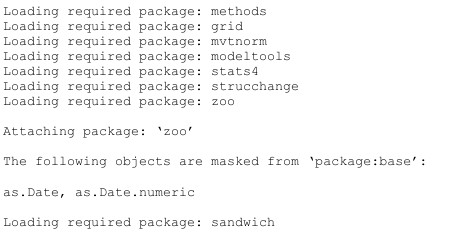 Loading required package: methods
Loading required package: grid
Loading required package: mvtnorm
Loading required package: modeltools
Loading required package: stats4
Loading required package: strucchange
Loading required package: zoo
Attaching package: ‘zoo’
The following objects are masked from ‘package:base’:
as.Date, as.Date.numeric
Loading required package: sandwich